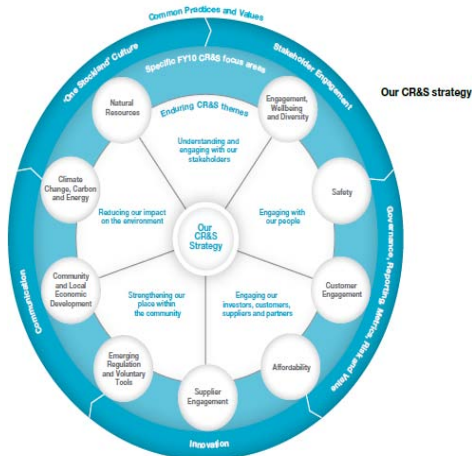 Common Practices and Values
'One Stockland' Culture
Stakeholder Engagement
Specific FY10 CR&S focus areas
Our CR&S strategy
Natural
Resources
Enduring CR&S themes
Engagement,
Wellbeing
and Diversity
Understanding and
engaging with our
stakeholders
Climate
Change, Carbon
and Energy
Safety
Reducing our impact
on the environment
Engaging with
our people
Our
CR&S
Strategy
Governance, Reporting, Metrics, Risk and Value
Communication
Community
and Local
Economic
Development
Customer
Engagement
Strengthening our
place within
the community
Engaging our
investors, customers,
suppliers and partners
Emerging
Regulation
and Voluntary
Tools
Affordability
Supplier
Engagement
Innovation